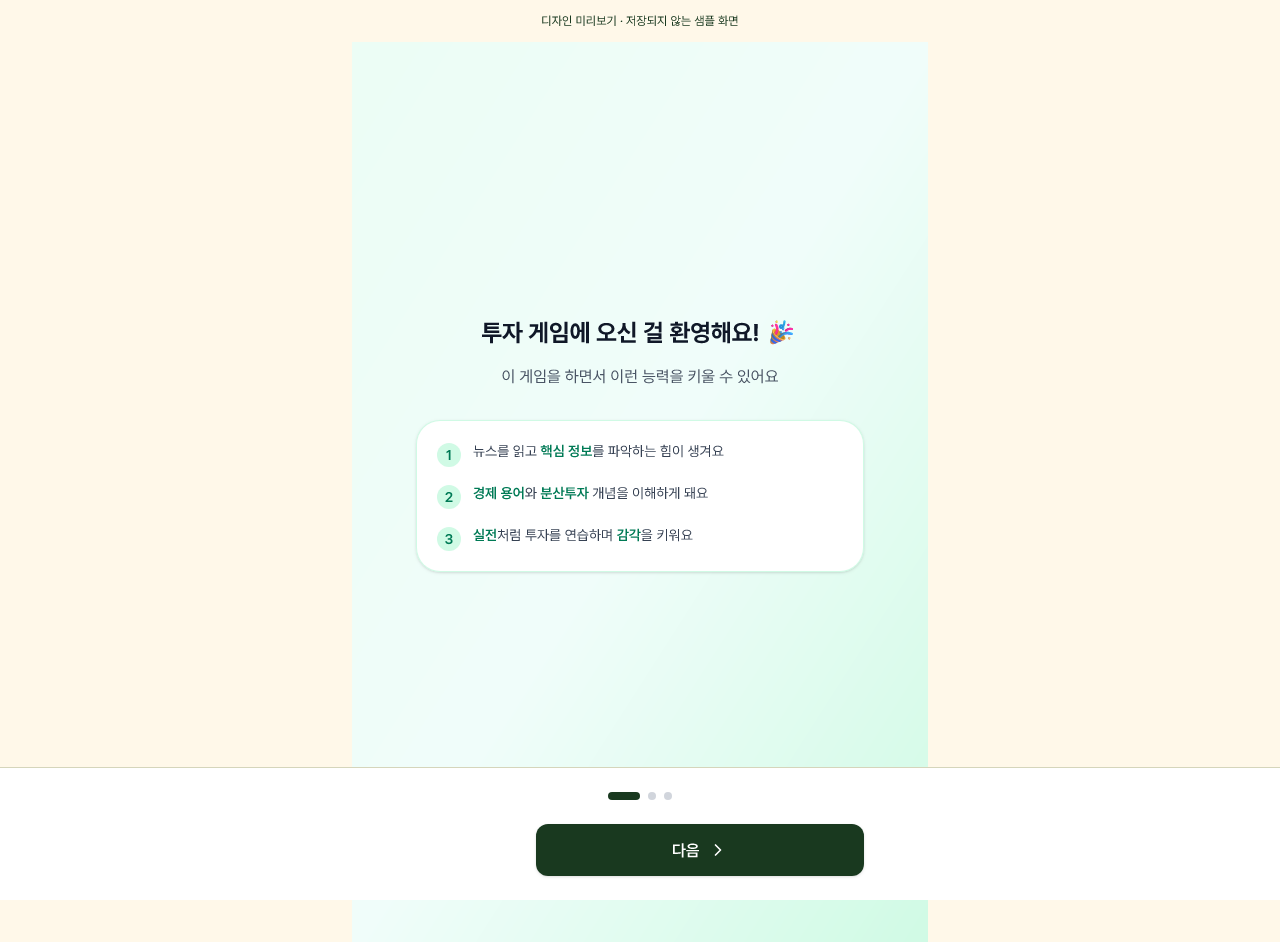 디자인 미리보기 · 저장되지 않는 샘플 화면
투자 게임에 오신 걸 환영해요! 🎉
이 게임을 하면서 이런 능력을 키울 수 있어요
1 뉴스를 읽고 핵심 정보를 파악하는 힘이 생겨요
2 경제 용어와 분산투자 개념을 이해하게 돼요
3 실전처럼 투자를 연습하며 감각을 키워요
다음